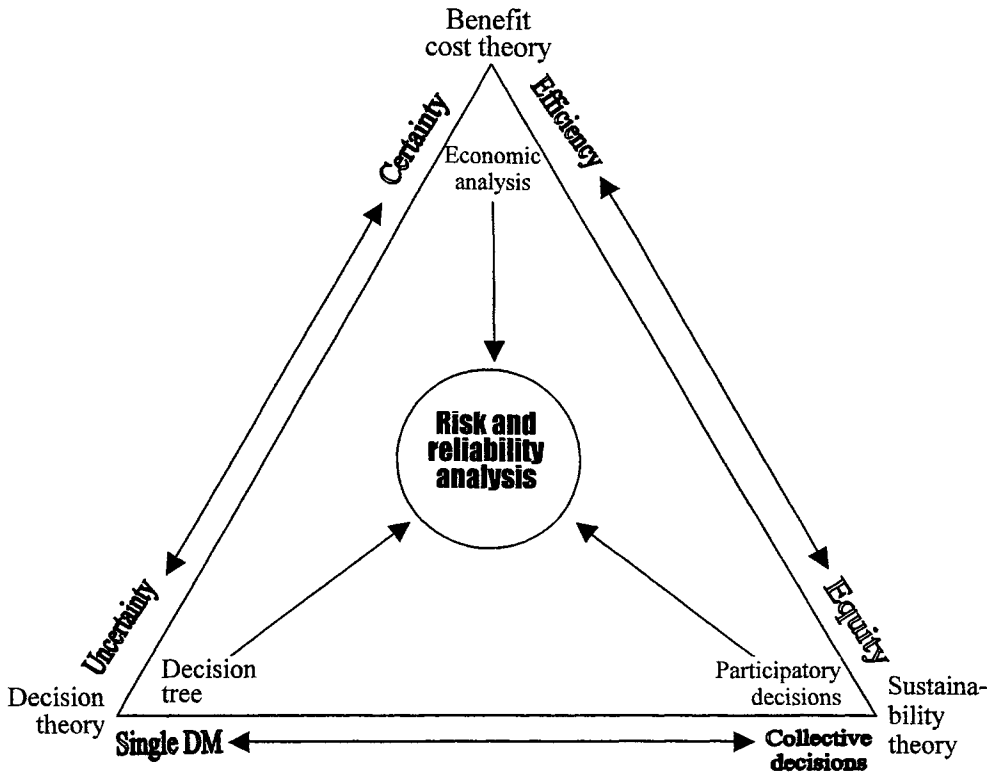 Benefit
cost theory
Certainty
Efficiency
Economic
analysis
Risk and
reliability
analysis
Uncertainty
Equity
Decision
tree
Participatory
decisions
Decision
theory
Sustaina-
bility
theory
Single DM
Collective
decisions